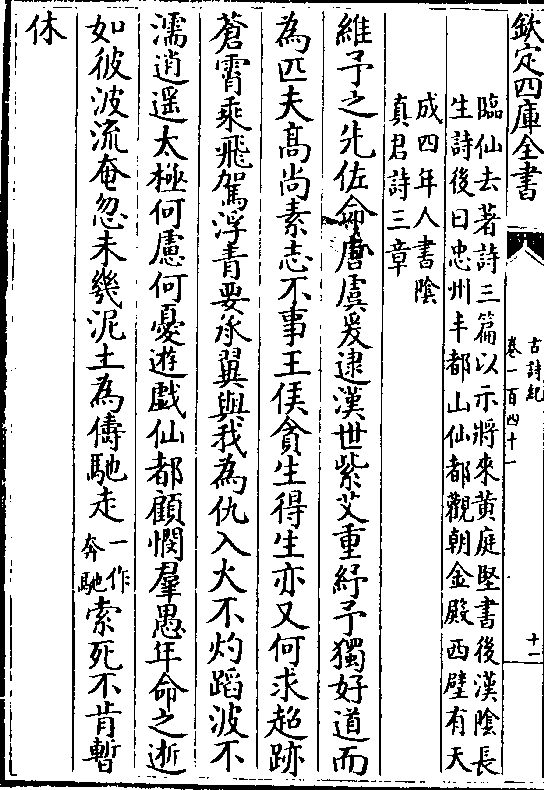 欽定四庫全書
古詩紀
卷一百四十一
十一
臨仙去著詩三篇以示將來黄庭堅書後漢隂長
生詩後曰忠州丰都山仙都觀朝金殿西壁有天
成四年人書隂
真君詩三章
維予之先佐命唐虞爰逮漢世紫艾重紆予獨好道而
為匹夫髙尚素志不事王侯貪生得生亦又何求超跡
蒼霄乘飛駕浮青要承翼與我為仇入火不灼蹈波不
濡逍遥太極何慮何憂遊戲仙都顧憫羣愚年命之逝
如彼波流奄忽未幾泥土為儔馳走一作奔馳索死不肯暫
休